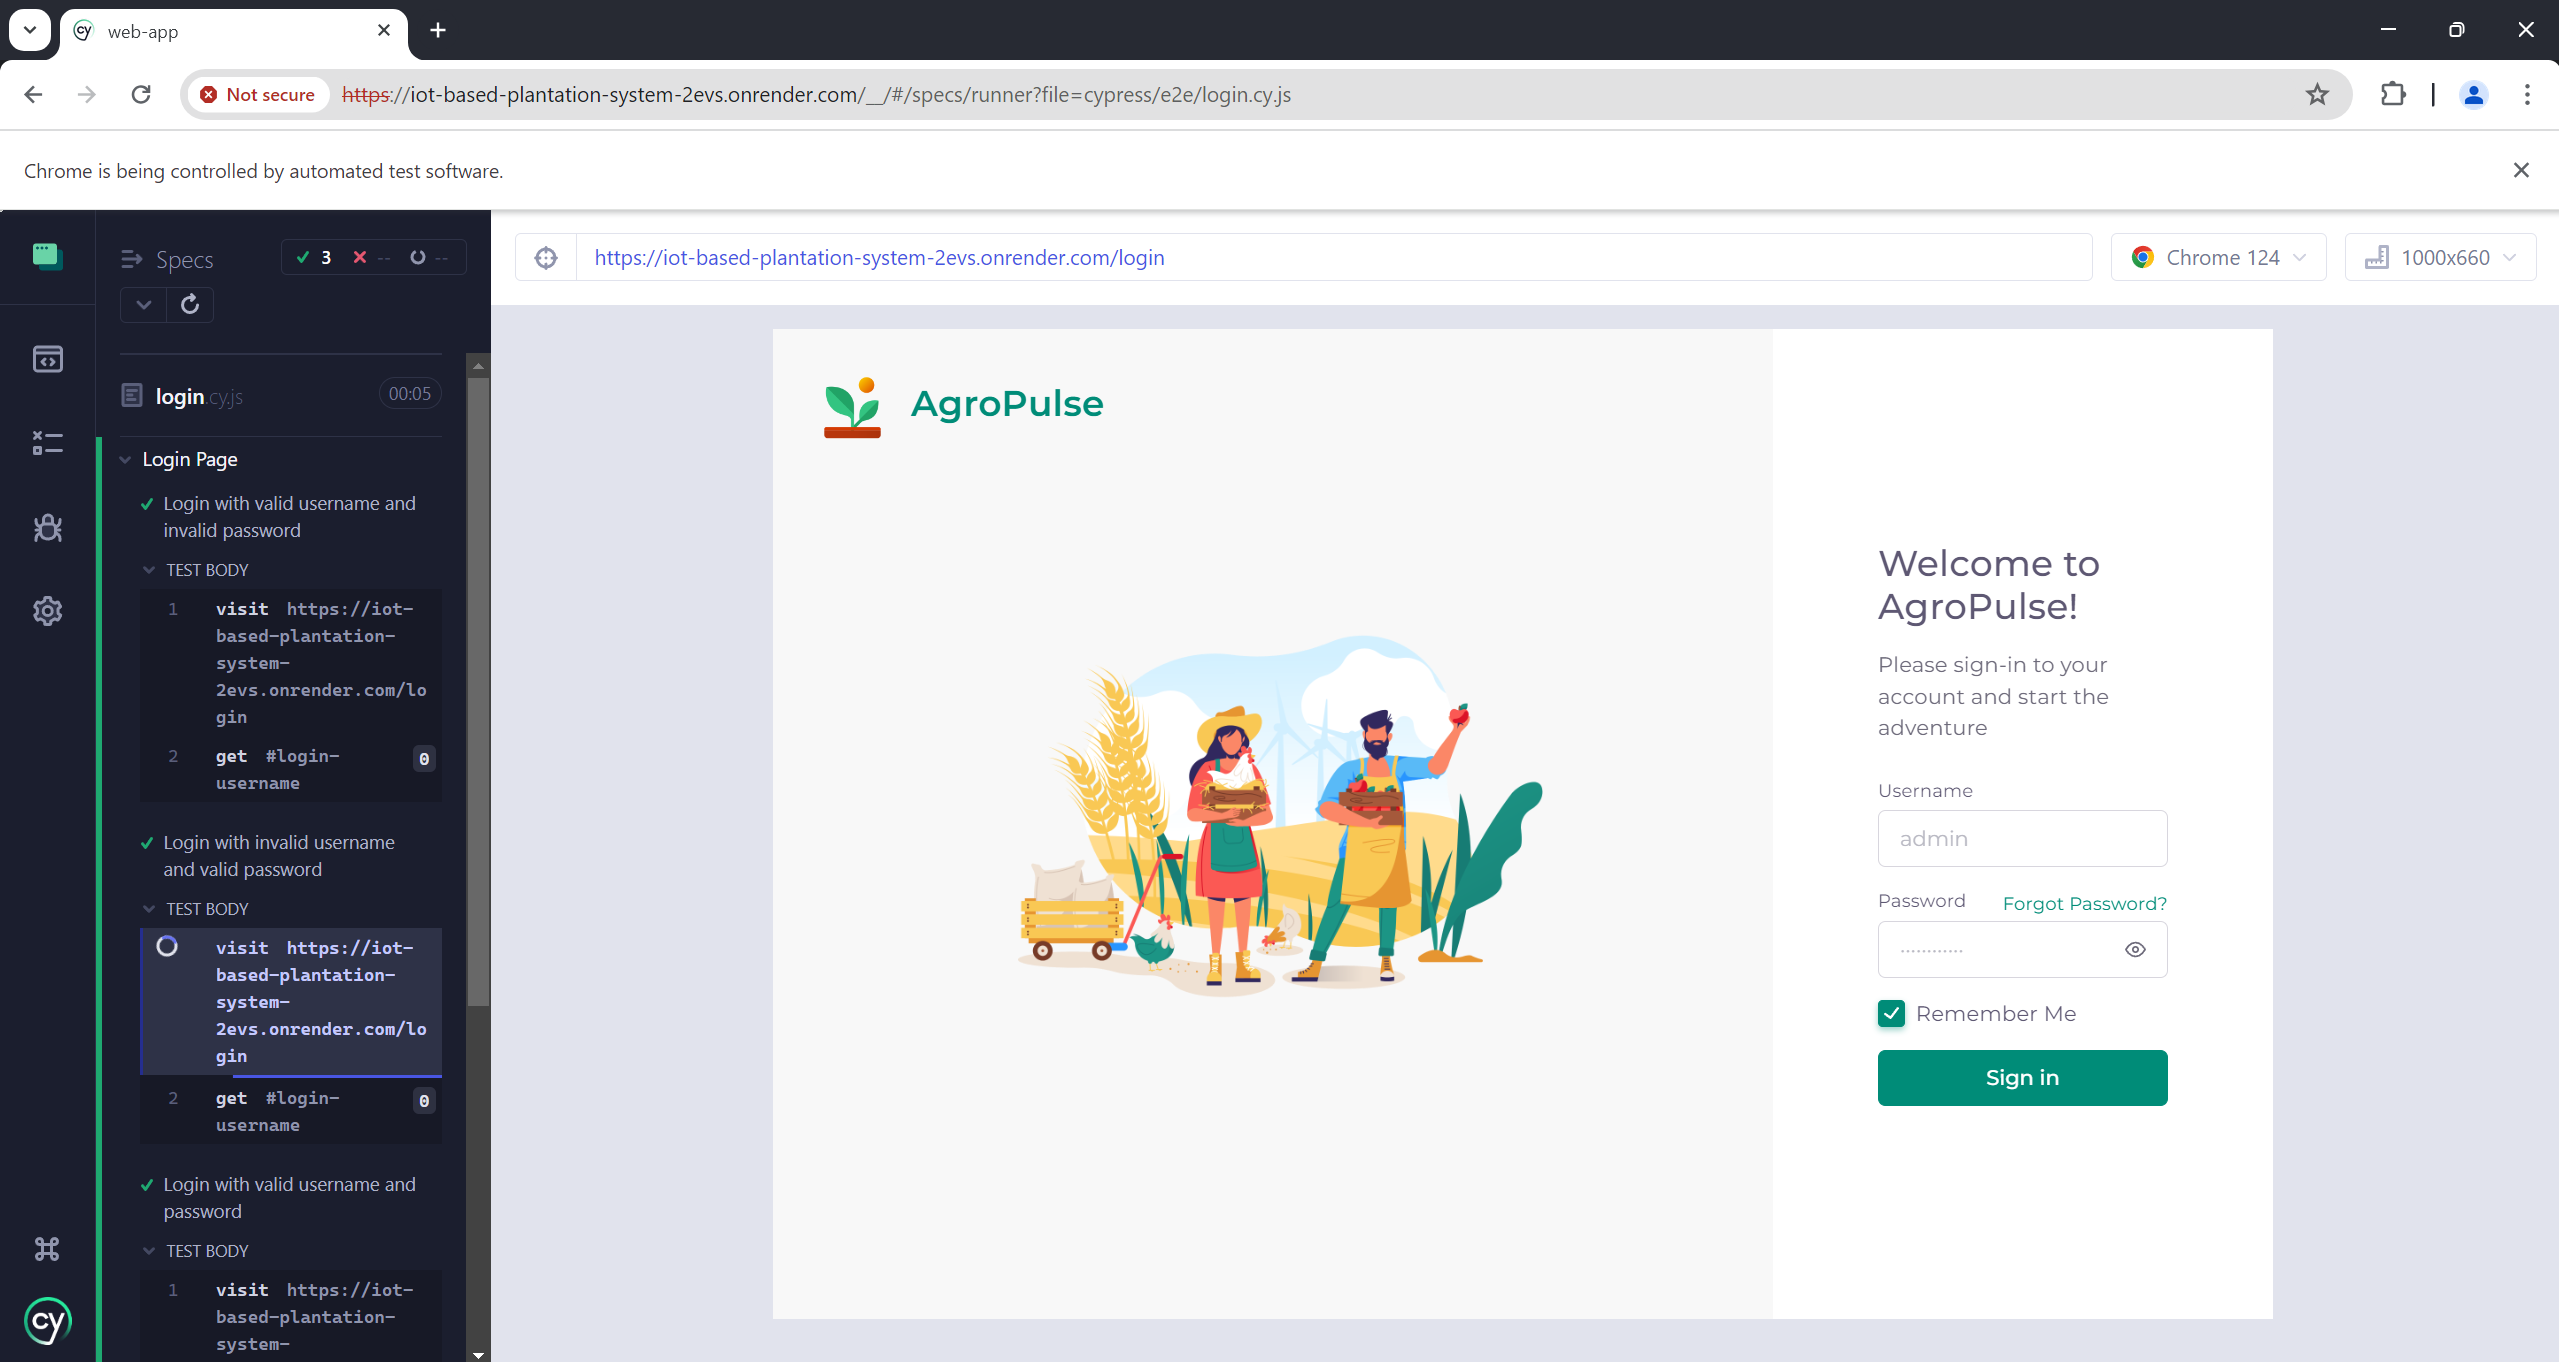 web-app
Not secure
https://iot-based-plantation-system-2evs.onrender.com/__/#/specs/runner?file=cypress/e2e/login.cy.js
Chrome is being controlled by automated test software.
Specs
3
--
--
login.cy.js
00:05
Login Page
Login with valid username and
invalid password
TEST BODY
1 visit https://iot-
based-plantation-
system-
2evs.onrender.com/lo
gin
2 get #login- 0
username
Login with invalid username
and valid password
TEST BODY
visit https://iot-
based-plantation-
system-
2evs.onrender.com/lo
gin
2 get #login- 0
username
Login with valid username and
password
TEST BODY
1 visit https://iot-
based-plantation-
system-
cy
https://iot-based-plantation-system-2evs.onrender.com/login
Chrome 124
1000x660
AgroPulse
Welcome to
AgroPulse!
Please sign-in to your
account and start the
adventure
Username
admin
Password Forgot Password?
············
Remember Me
Sign in